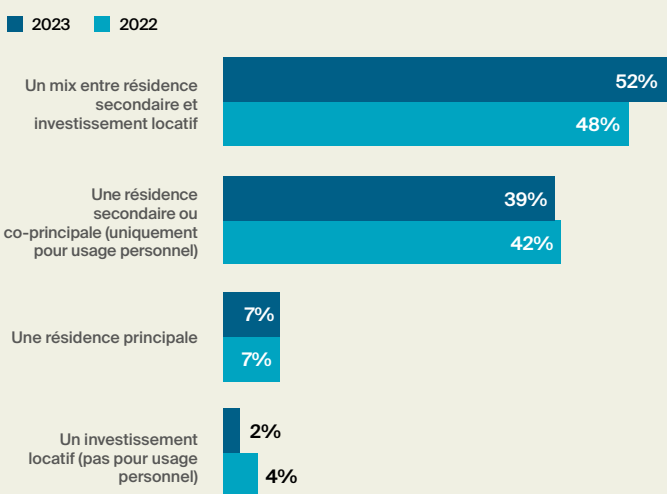 2023 2022
Un mix entre résidence
secondaire et
investissement locatif
52%
48%
Une résidence
secondaire ou
co-principale (uniquement
pour usage personnel)
39%
42%
Une résidence principale
7%
7%
Un investissement
locatif (pas pour usage
personnel)
2%
4%